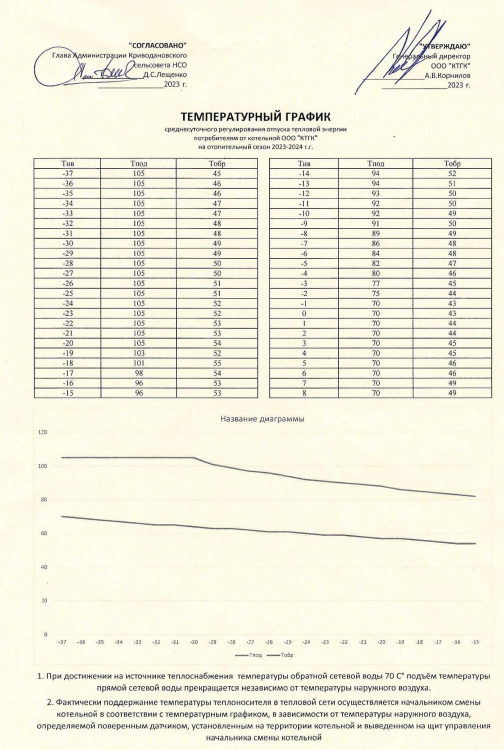 "СОГЛАСОВАНО"
Глава Администрации Криводановского
сельсовета НСО
Д.С.Лещенко
2023 г.
"УТВЕРЖДАЮ"
Генеральный директор
ООО "КТГК"
А.В.Корнилов
2023 г.
ТЕМПЕРАТУРНЫЙ ГРАФИК
среднесуточного регулирования отпуска тепловой энергии
потребителям от котельной ООО "КТГК"
на отопительный сезон 2023-2024 г.г.
Тнв Тпод Тобр
-37 105 45
-36 105 46
-35 105 46
-34 105 47
-33 105 47
-32 105 48
-31 105 48
-30 105 49
-29 105 49
-28 105 50
-27 105 50
-26 105 51
-25 105 51
-24 105 52
-23 105 52
-22 105 53
-21 105 53
-20 105 54
-19 103 52
-18 101 55
-17 98 54
-16 96 53
-15 96 53
Тнв Тпод Тобр
-14 94 52
-13 94 51
-12 93 50
-11 92 50
-10 92 49
-9 91 50
-8 89 49
-7 86 48
-6 84 48
-5 82 47
-4 80 46
-3 77 45
-2 75 44
-1 70 43
0 70 43
1 70 44
2 70 44
3 70 45
4 70 45
5 70 46
6 70 46
7 70 49
8 70 49
Название диаграммы
120
100
80
60
40
20
0
-37 -36 -35 -34 -33 -32 -31 -30 -29 -28 -27 -26 -25 -24 -23 -22 -21 -20 -19 -18 -17 -16 -15
Тпод Тобр
1. При достижении на источнике теплоснабжения температуры обратной сетевой воды 70 С° подъём температуры
прямой сетевой воды прекращается независимо от температуры наружного воздуха.
2. Фактически поддержание температуры теплоносителя в тепловой сети осуществляется начальником смены
котельной в соответствии с температурным графиком, в зависимости от температуры наружного воздуха,
определяемой поверенным датчиком, установленным на территории котельной и выведенном на щит управления
начальника смены котельной